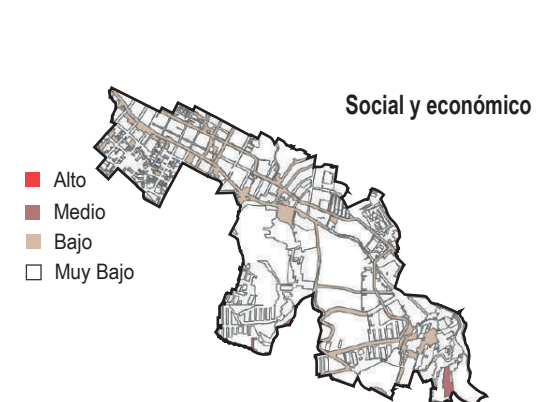 Social y económico
Alto
Medio
Bajo
Muy Bajo